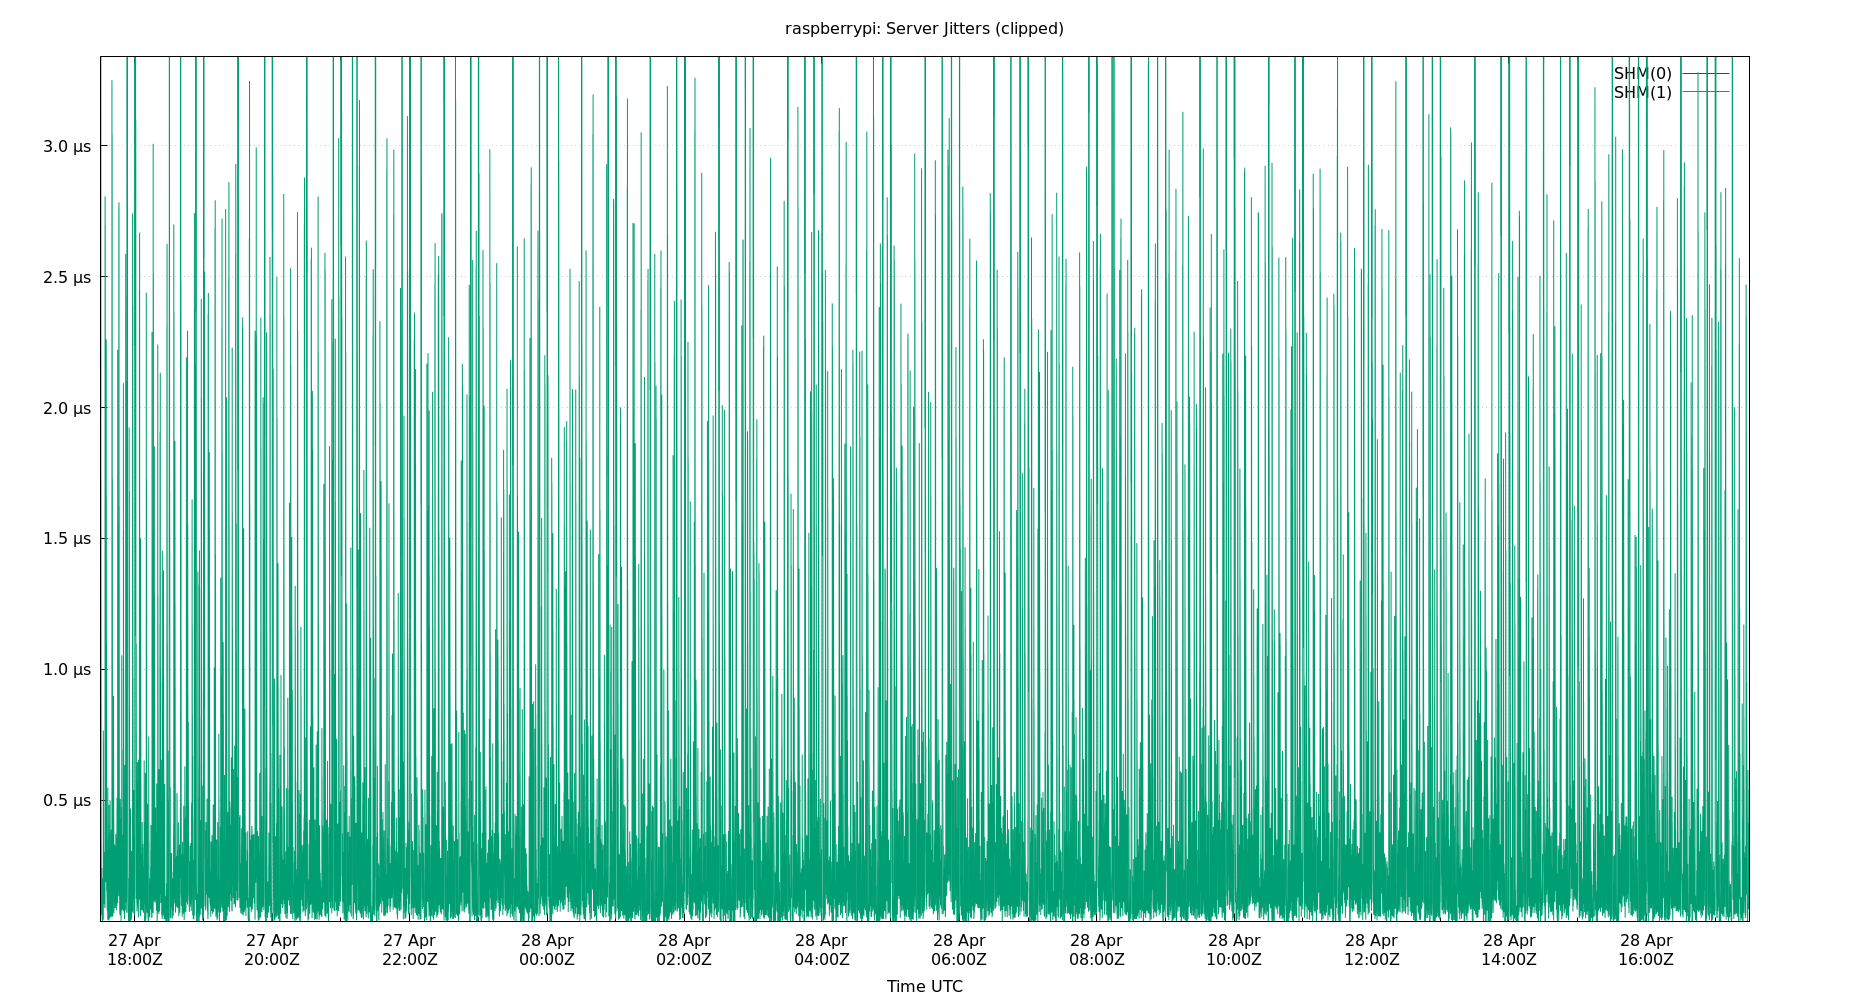 raspberrypi: Server Jitters (clipped)
SHM(0)
SHM(1)
3.0 µs
2.5 µs
2.0 µs
1.5 µs
1.0 µs
0.5 µs
27 Apr 27 Apr 27 Apr 28 Apr 28 Apr 28 Apr 28 Apr 28 Apr 28 Apr 28 Apr 28 Apr 28 Apr
18:00Z 20:00Z 22:00Z 00:00Z 02:00Z 04:00Z 06:00Z 08:00Z 10:00Z 12:00Z 14:00Z 16:00Z
Time UTC